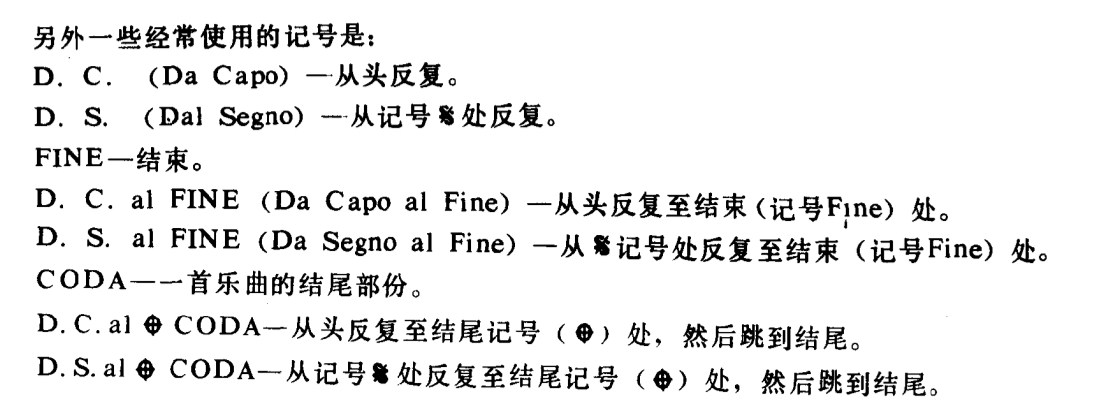 另外一些经常使用的记号是：
D. C. （Da Capo）—从头反复。
D. S. （Dal Segno）—从记号𝄋处反复。
FINE—结束。
D. C. al FINE（Da Capo al Fine）—从头反复至结束（记号Fine）处。
D. S. al FINE（Da Segno al Fine）—从𝄋记号处反复至结束（记号Fine）处。
CODA—一首乐曲的结尾部份。
D.C. al 𝄌 CODA—从头反复至结尾记号（𝄌）处，然后跳到结尾。
D.S. al 𝄌 CODA—从记号𝄋处反复至结尾记号（𝄌）处，然后跳到结尾。